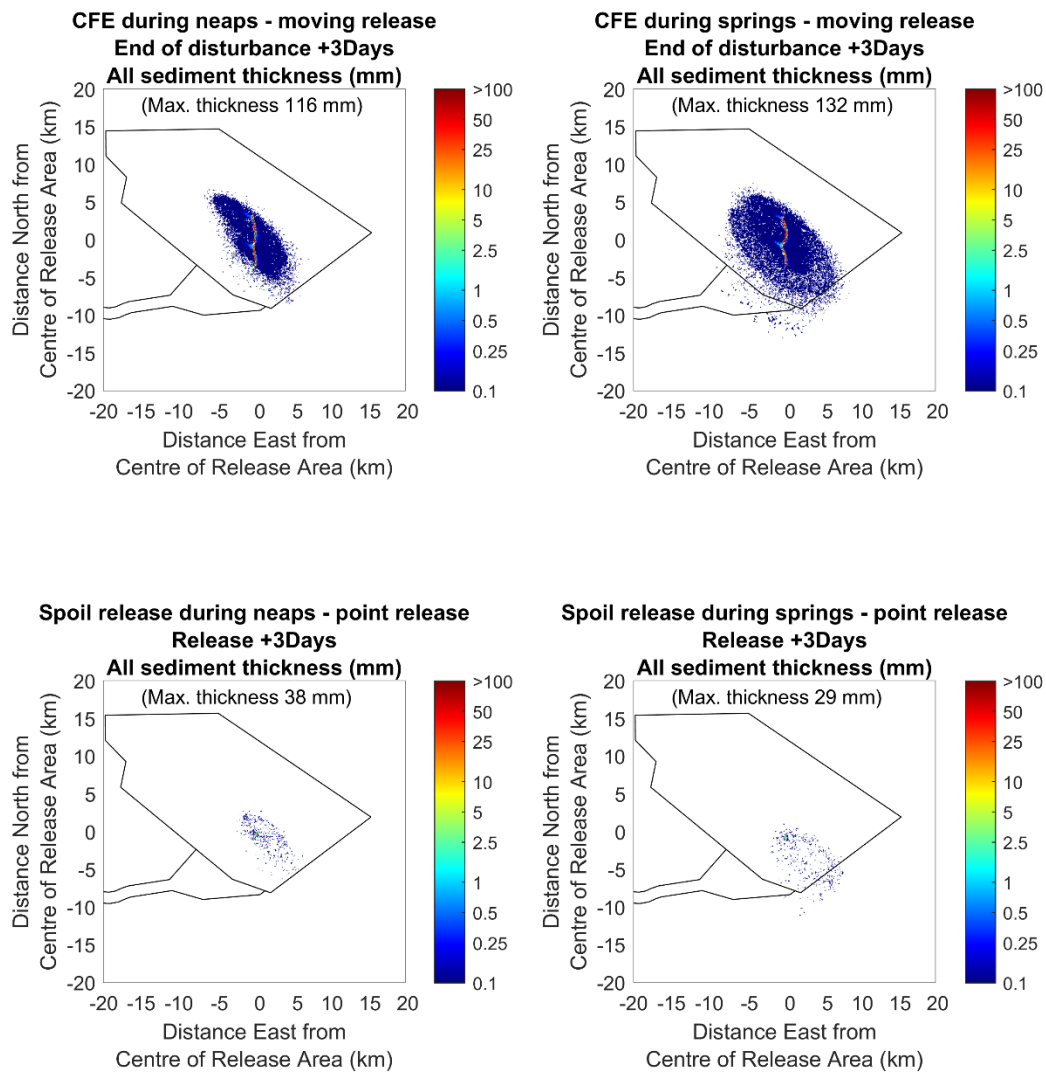 CFE during neaps - moving release
End of disturbance +3Days
All sediment thickness (mm)
(Max. thickness 116 mm)
Distance North from
Centre of Release Area (km)
20
15
10
5
0
-5
-10
-15
-20
-20 -15 -10 -5 0 5 10 15 20
Distance East from
Centre of Release Area (km)
>100
50
25
10
5
2.5
1
0.5
0.25
0.1
CFE during springs - moving release
End of disturbance +3Days
All sediment thickness (mm)
(Max. thickness 132 mm)
Distance North from
Centre of Release Area (km)
20
15
10
5
0
-5
-10
-15
-20
-20 -15 -10 -5 0 5 10 15 20
Distance East from
Centre of Release Area (km)
>100
50
25
10
5
2.5
1
0.5
0.25
0.1
Spoil release during neaps - point release
Release +3Days
All sediment thickness (mm)
(Max. thickness 38 mm)
Distance North from
Centre of Release Area (km)
20
15
10
5
0
-5
-10
-15
-20
-20 -15 -10 -5 0 5 10 15 20
Distance East from
Centre of Release Area (km)
>100
50
25
10
5
2.5
1
0.5
0.25
0.1
Spoil release during springs - point release
Release +3Days
All sediment thickness (mm)
(Max. thickness 29 mm)
Distance North from
Centre of Release Area (km)
20
15
10
5
0
-5
-10
-15
-20
-20 -15 -10 -5 0 5 10 15 20
Distance East from
Centre of Release Area (km)
>100
50
25
10
5
2.5
1
0.5
0.25
0.1